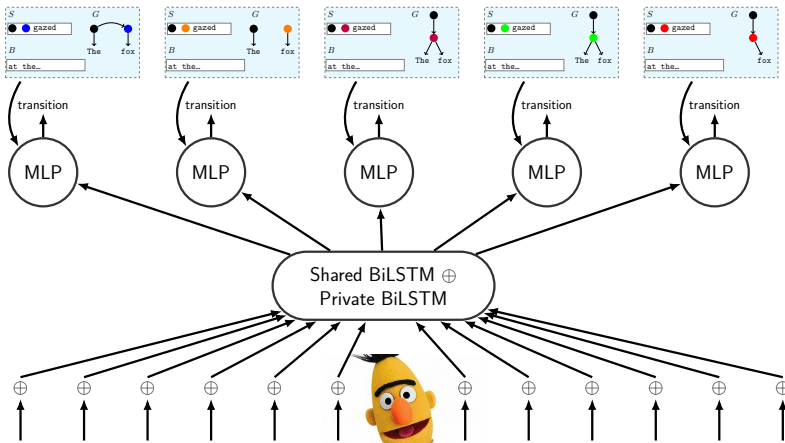 S G
gazed
The fox
B
at the…
S G
gazed
The fox
B
at the…
S G
gazed
The fox
B
at the…
S G
gazed
The fox
B
at the…
S G
gazed
fox
B
at the…
transition
transition
transition
transition
transition
MLP
MLP
MLP
MLP
MLP
Shared BiLSTM ⊕
Private BiLSTM